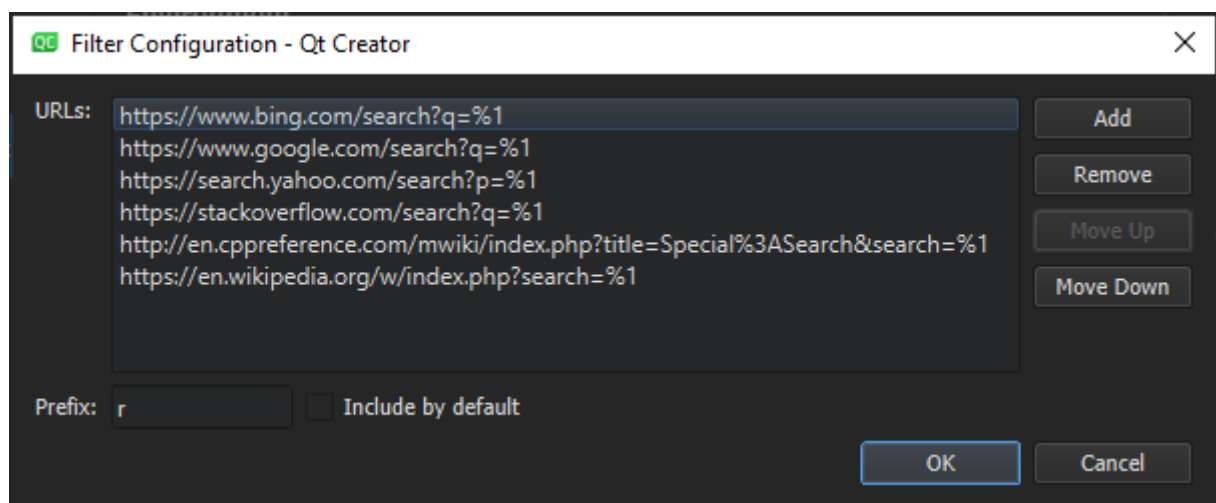 QC Filter Configuration - Qt Creator
URLs:
https://www.bing.com/search?q=%1
https://www.google.com/search?q=%1
https://search.yahoo.com/search?p=%1
https://stackoverflow.com/search?q=%1
http://en.cppreference.com/mwiki/index.php?title=Special%3ASearch&search=%1
https://en.wikipedia.org/w/index.php?search=%1
Add
Remove
Move Up
Move Down
Prefix: r Include by default
OK Cancel